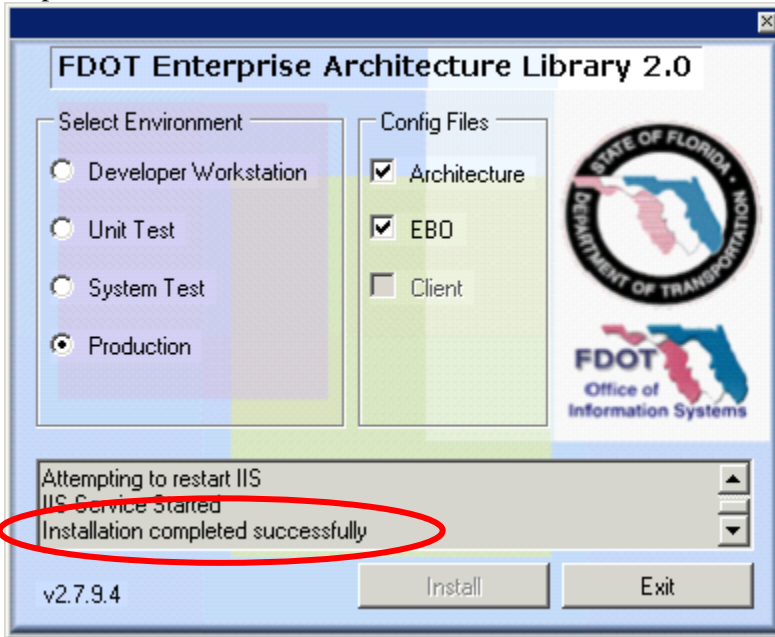 FDOT Enterprise Architecture Library 2.0
Select Environment
Developer Workstation
Unit Test
System Test
Production
Config Files
Architecture
EBO
Client
STATE OF FLORIDA
DEPARTMENT OF TRANSPORTATION
FDOT
Office of
Information Systems
Attempting to restart IIS
IIS Service Started
Installation completed successfully
v2.7.9.4
Install
Exit